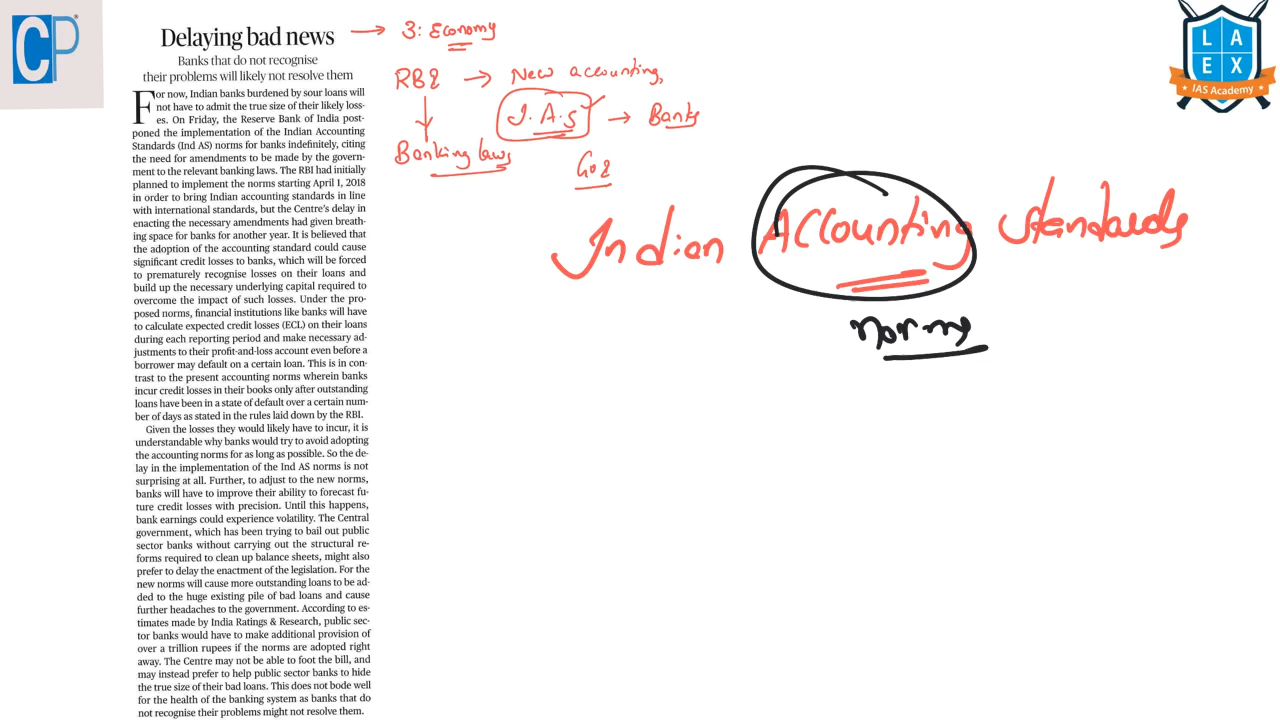 CP
Delaying bad news
Banks that do not recognise
their problems will likely not resolve them
For now, Indian banks burdened by sour loans will
not have to admit the true size of their likely loss-
es. On Friday, the Reserve Bank of India post-
poned the implementation of the Indian Accounting
Standards (Ind AS) norms for banks indefinitely, citing
the need for amendments to be made by the govern-
ment to the relevant banking laws. The RBI had initially
planned to implement the norms starting April 1, 2018
in order to bring Indian accounting standards in line
with international standards, but the Centre's delay in
enacting the necessary amendments had given breath-
ing space for banks for another year. It is believed that
the adoption of the accounting standard could cause
significant credit losses to banks, which will be forced
to prematurely recognise losses on their loans and
build up the necessary underlying capital required to
overcome the impact of such losses. Under the pro-
posed norms, financial institutions like banks will have
to calculate expected credit losses (ECL) on their loans
during each reporting period and make necessary ad-
justments to their profit-and-loss account even before a
borrower may default on a certain loan. This is in con-
trast to the present accounting norms wherein banks
incur credit losses in their books only after outstanding
loans have been in a state of default over a certain num-
ber of days as stated in the rules laid down by the RBI.
Given the losses they would likely have to incur, it is
understandable why banks would try to avoid adopting
the accounting norms for as long as possible. So the de-
lay in the implementation of the Ind AS norms is not
surprising at all. Further, to adjust to the new norms,
banks will have to improve their ability to forecast fu-
ture credit losses with precision. Until this happens,
bank earnings could experience volatility. The Central
government, which has been trying to bail out public
sector banks without carrying out the structural re-
forms required to clean up balance sheets, might also
prefer to delay the enactment of the legislation. For the
new norms will cause more outstanding loans to be ad-
ded to the huge existing pile of bad loans and cause
further headaches to the government. According to es-
timates made by India Ratings & Research, public sec-
tor banks would have to make additional provision of
over a trillion rupees if the norms are adopted right
away. The Centre may not be able to foot the bill, and
may instead prefer to help public sector banks to hide
the true size of their bad loans. This does not bode well
for the health of the banking system as banks that do
not recognise their problems might not resolve them.
→ 3: Economy
RBI → New accounting,
I.A.S → Banks
Banking laws
GoI
Indian Accounting Standards
norms
LA
EX
IAS Academy